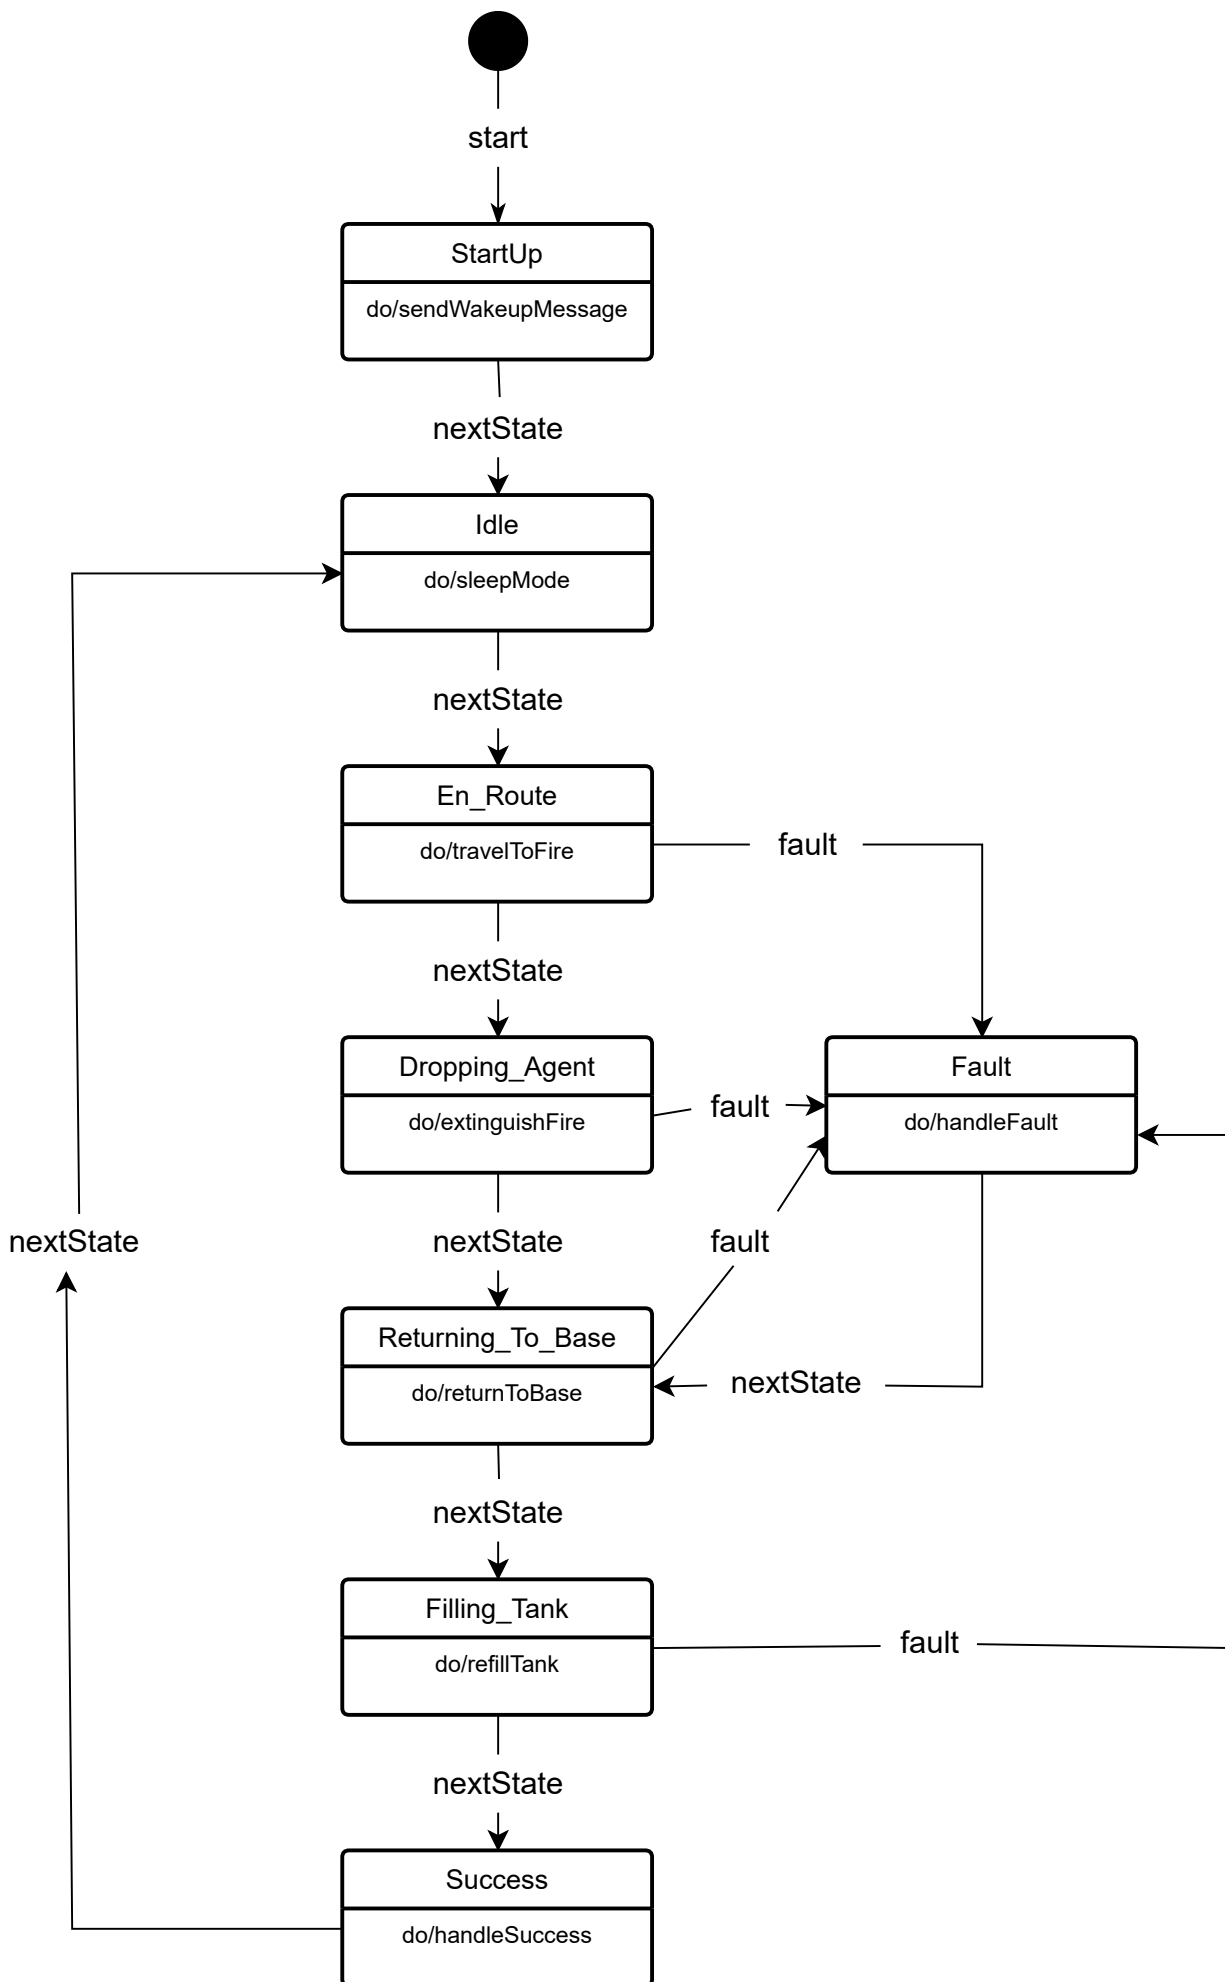 start
StartUp
do/sendWakeupMessage
nextState
Idle
do/sleepMode
nextState
En_Route
do/travelToFire
fault
nextState
Dropping_Agent
do/extinguishFire
fault
Fault
do/handleFault
nextState
nextState
fault
Returning_To_Base
do/returnToBase
nextState
nextState
Filling_Tank
do/refillTank
fault
nextState
Success
do/handleSuccess